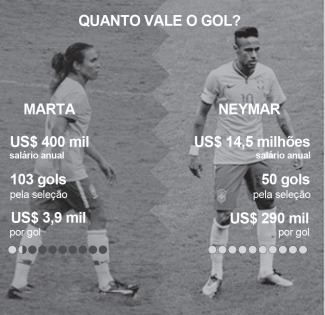 QUANTO VALE O GOL?
MARTA
US$ 400 mil
salário anual
103 gols
pela seleção
US$ 3,9 mil
por gol
NEYMAR
US$ 14,5 milhões
salário anual
50 gols
pela seleção
US$ 290 mil
por gol
10